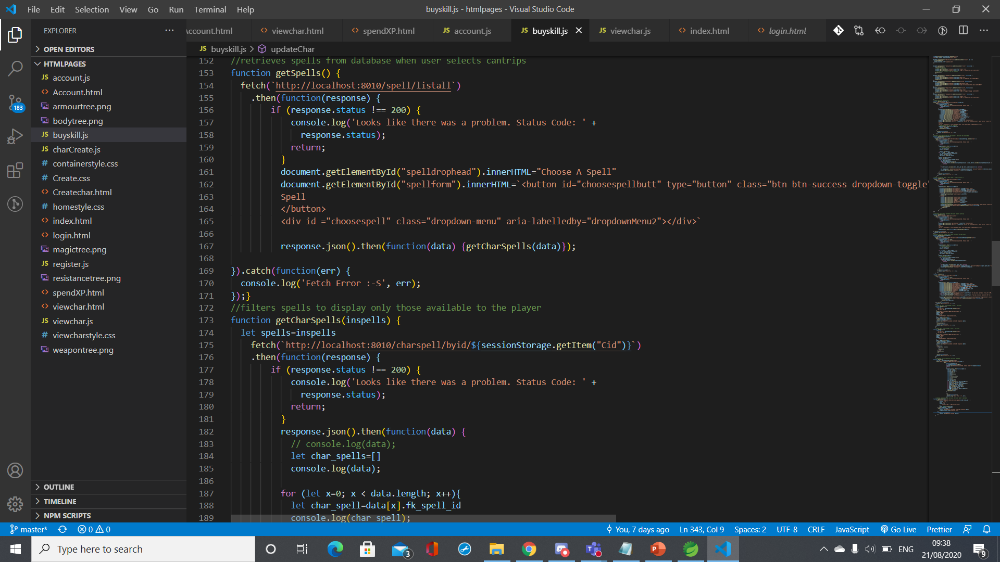 File Edit Selection View Go Run Terminal Help
buyskill.js - htmlpages - Visual Studio Code
EXPLORER
Account.html
viewchar.html
spendXP.html
JS account.js
JS buyskill.js
JS viewchar.js
index.html
login.html
JS buyskill.js > updateChar
OPEN EDITORS
HTMLPAGES
JS account.js
Account.html
armourtree.png
bodytree.png
JS buyskill.js
JS charCreate.js
# containerstyle.css
# Create.css
Createchar.html
# homestyle.css
index.html
login.html
magictree.png
JS register.js
resistancetree.png
spendXP.html
viewchar.html
JS viewchar.js
# viewcharstyle.css
weapontree.png
OUTLINE
TIMELINE
NPM SCRIPTS
183
152 //retrieves spells from database when user selects cantrips
153 function getSpells() {
154 fetch(`http://localhost:8010/spell/listall`)
155 .then(function(response) {
156 if (response.status !== 200) {
157 console.log('Looks like there was a problem. Status Code: ' +
158 response.status);
159 return;
160 }
161 document.getElementById("spelldrophead").innerHTML="Choose A Spell"
162 document.getElementById("spellform").innerHTML=`<button id="choosespellbutt" type="button" class="btn btn-success dropdown-toggle"
163 Spell
164 </button>
165 <div id ="choosespell" class="dropdown-menu" aria-labelledby="dropdownMenu2"></div>`
166
167 response.json().then(function(data) {getCharSpells(data)});
168
169 }).catch(function(err) {
170 console.log('Fetch Error :-S', err);
171 });}
172 //filters spells to display only those available to the player
173 function getCharSpells(inspells) {
174 let spells=inspells
175 fetch(`http://localhost:8010/charspell/byid/${sessionStorage.getItem("Cid")}`)
176 .then(function(response) {
177 if (response.status !== 200) {
178 console.log('Looks like there was a problem. Status Code: ' +
179 response.status);
180 return;
181 }
182 response.json().then(function(data) {
183 // console.log(data);
184 let char_spells=[]
185 console.log(data);
186
187 for (let x=0; x < data.length; x++){
188 let char_spell=data[x].fk_spell_id
189 console.log(char_spell);
master* 0 0 You, 7 days ago Ln 343, Col 9 Spaces: 2 UTF-8 CRLF JavaScript Go Live Prettier
Type here to search
3
ENG
09:38
21/08/2020
9